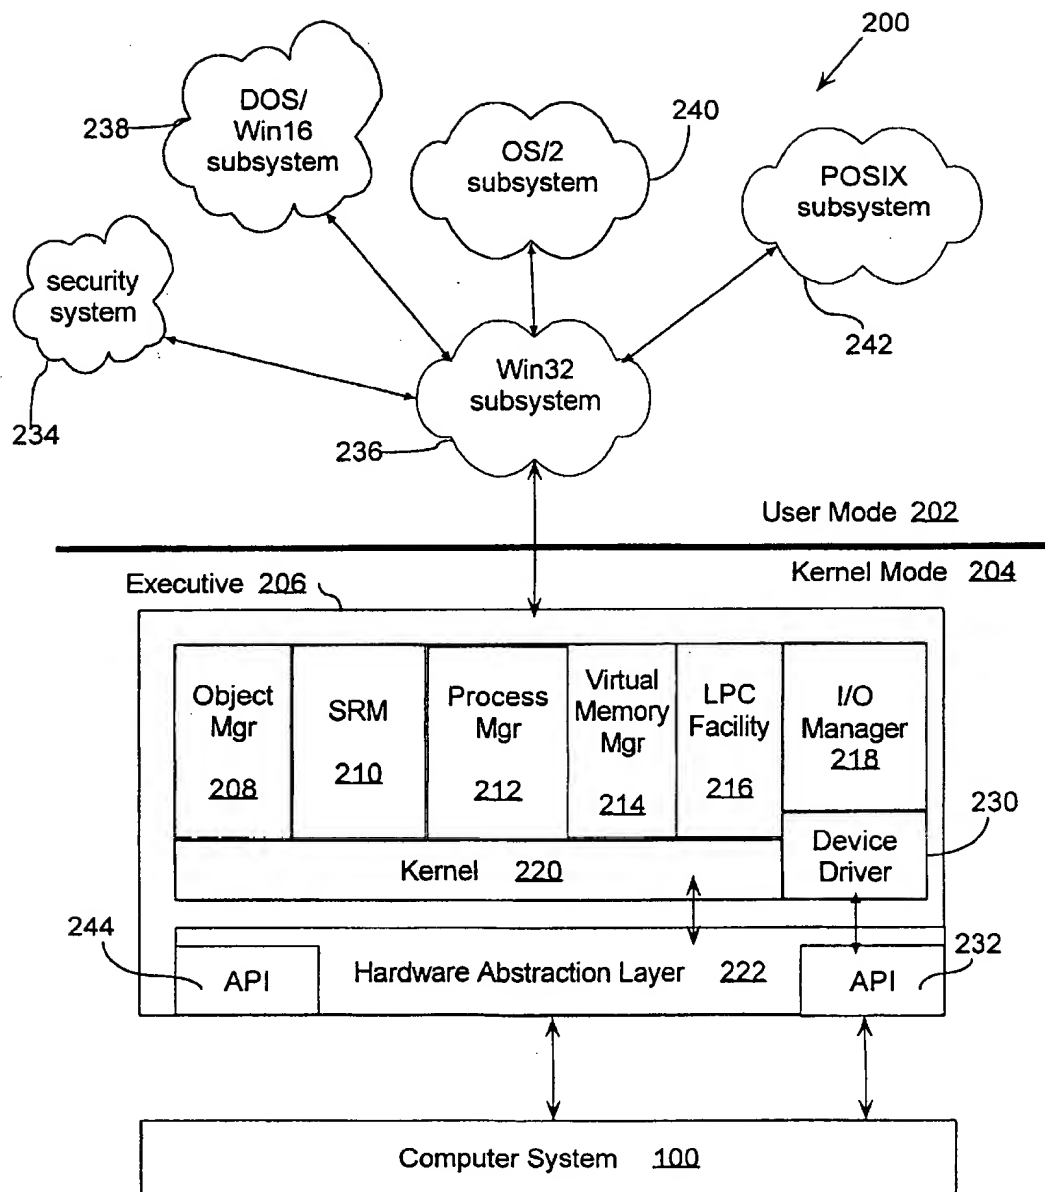 200
DOS/
Win16
subsystem
238
OS/2
subsystem
240
POSIX
subsystem
242
security
system
234
Win32
subsystem
236
User Mode 202
Kernel Mode 204
Executive 206
Object
Mgr
208
SRM
210
Process
Mgr
212
Virtual
Memory
Mgr
214
LPC
Facility
216
I/O
Manager
218
230
Device
Driver
Kernel 220
244
API
Hardware Abstraction Layer 222
API
232
Computer System 100